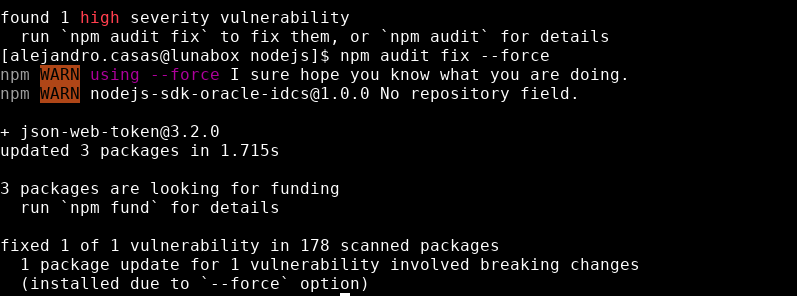 found 1 high severity vulnerability
  run `npm audit fix` to fix them, or `npm audit` for details
[alejandro.casas@lunabox nodejs]$ npm audit fix --force
npm WARN using --force I sure hope you know what you are doing.
npm WARN nodejs-sdk-oracle-idcs@1.0.0 No repository field.

+ json-web-token@3.2.0
updated 3 packages in 1.715s

3 packages are looking for funding
  run `npm fund` for details

fixed 1 of 1 vulnerability in 178 scanned packages
  1 package update for 1 vulnerability involved breaking changes
  (installed due to `--force` option)